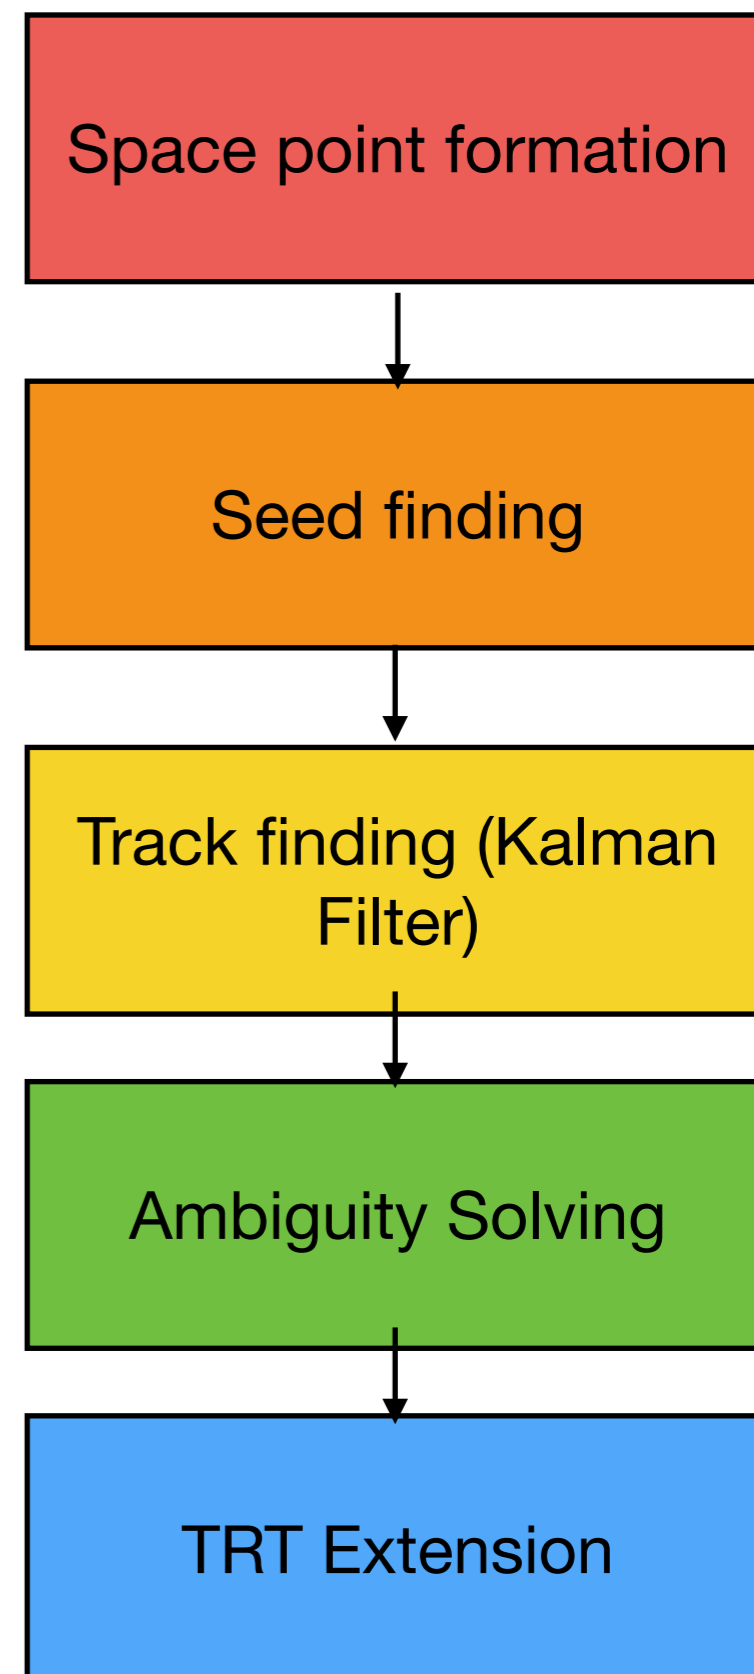 Space point formation
Seed finding
Track finding (Kalman
Filter)
Ambiguity Solving
TRT Extension